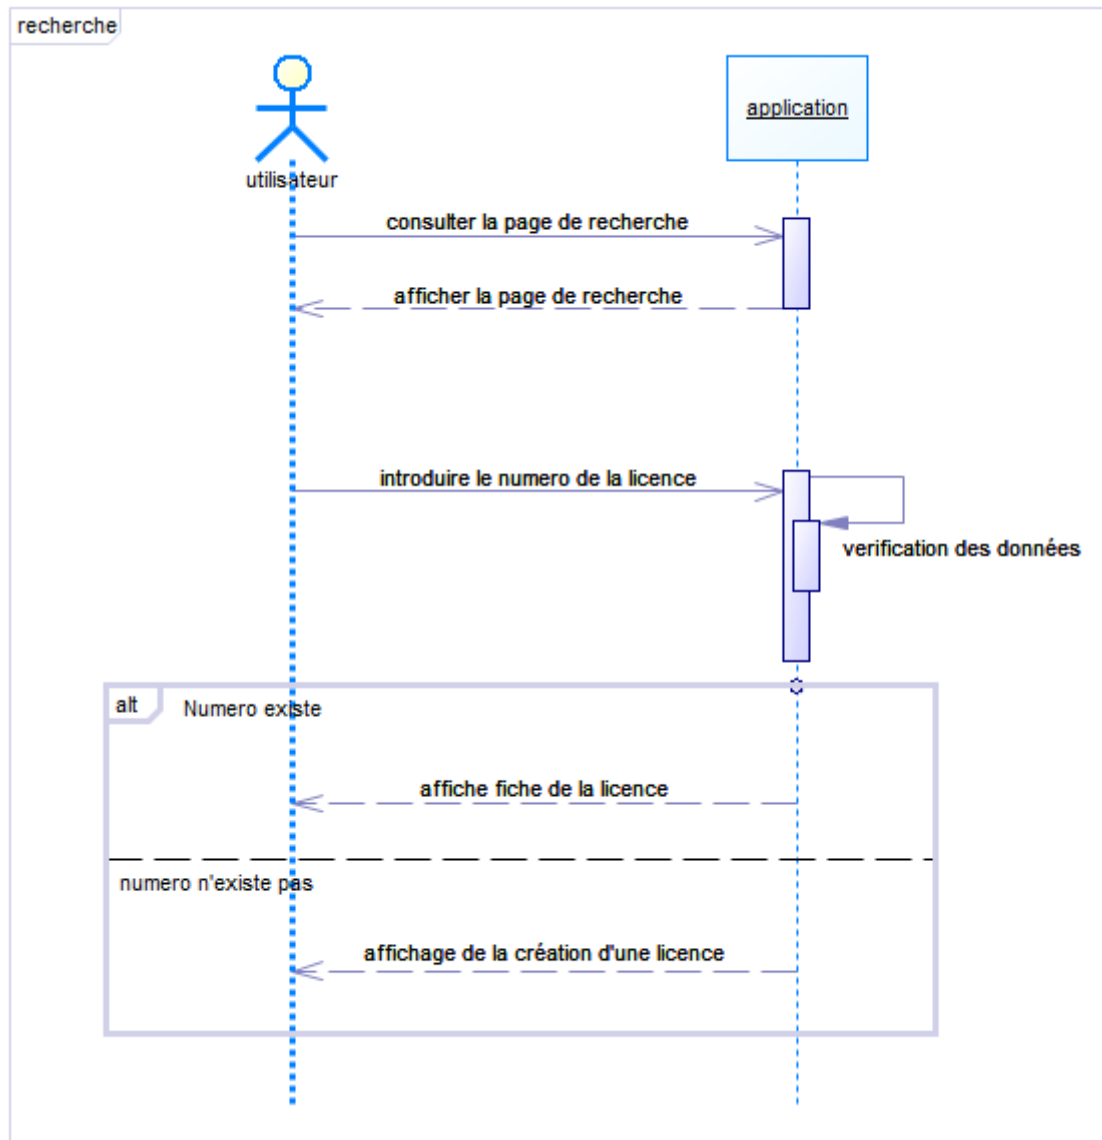 recherche
application
utilisateur
consulter la page de recherche
afficher la page de recherche
introduire le numero de la licence
verification des données
alt
Numero existe
affiche fiche de la licence
numero n'existe pas
affichage de la création d'une licence